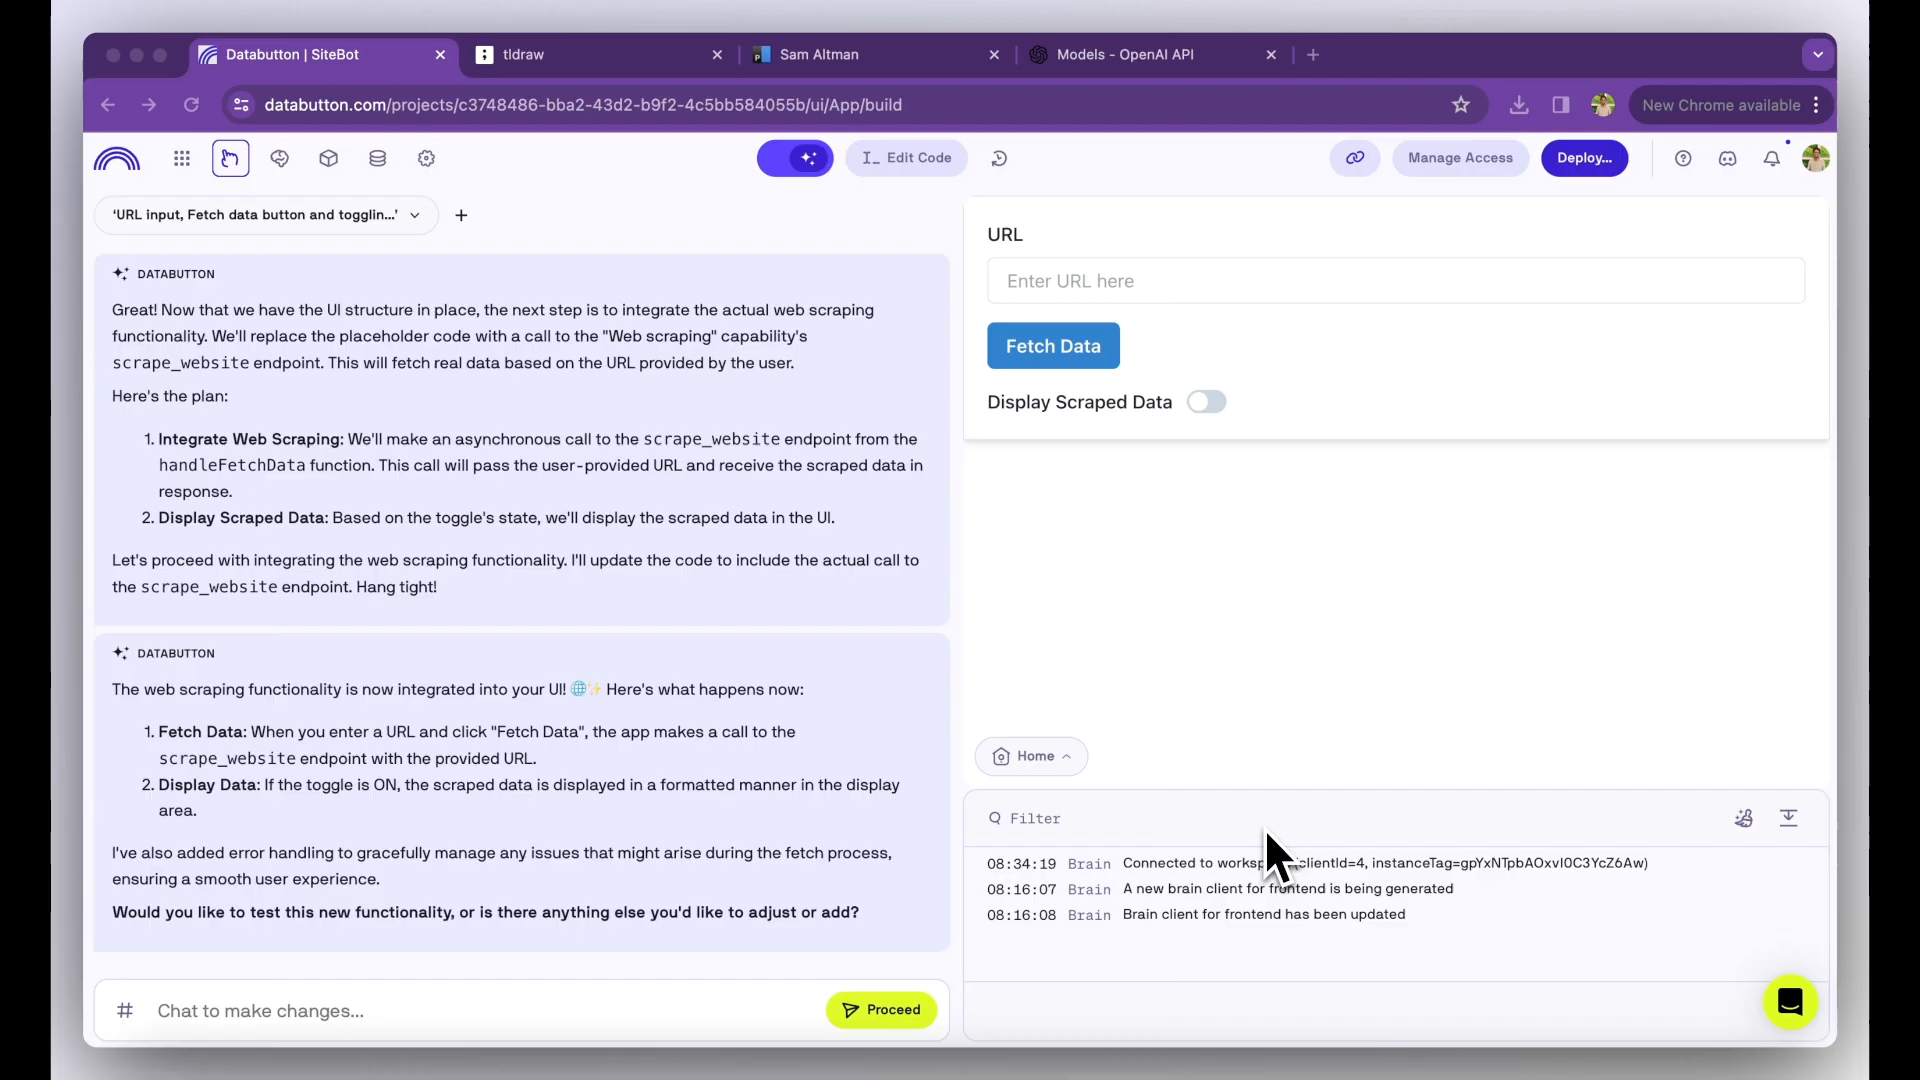 Databutton | SiteBot
tldraw
Sam Altman
Models - OpenAI API
databutton.com/projects/c3748486-bba2-43d2-b9f2-4c5bb584055b/ui/App/build
New Chrome available
Edit Code
Manage Access
Deploy...
‘URL input, Fetch data button and togglin...’
DATABUTTON
Great! Now that we have the UI structure in place, the next step is to integrate the actual web scraping
functionality. We'll replace the placeholder code with a call to the "Web scraping" capability's
scrape_website endpoint. This will fetch real data based on the URL provided by the user.
Here's the plan:
1. Integrate Web Scraping: We'll make an asynchronous call to the scrape_website endpoint from the
handleFetchData function. This call will pass the user-provided URL and receive the scraped data in
response.
2. Display Scraped Data: Based on the toggle's state, we'll display the scraped data in the UI.
Let's proceed with integrating the web scraping functionality. I'll update the code to include the actual call to
the scrape_website endpoint. Hang tight!
DATABUTTON
The web scraping functionality is now integrated into your UI! 🌐✨ Here's what happens now:
1. Fetch Data: When you enter a URL and click "Fetch Data", the app makes a call to the
scrape_website endpoint with the provided URL.
2. Display Data: If the toggle is ON, the scraped data is displayed in a formatted manner in the display
area.
I've also added error handling to gracefully manage any issues that might arise during the fetch process,
ensuring a smooth user experience.
Would you like to test this new functionality, or is there anything else you'd like to adjust or add?
# Chat to make changes...
Proceed
URL
Enter URL here
Fetch Data
Display Scraped Data
Home
Filter
08:34:19 Brain Connected to (clientId=4, instanceTag=gpYxNTpbAOxvI0C3YcZ6Aw)
08:16:07 Brain A new brain client for frontend is being generated
08:16:08 Brain Brain client for frontend has been updated